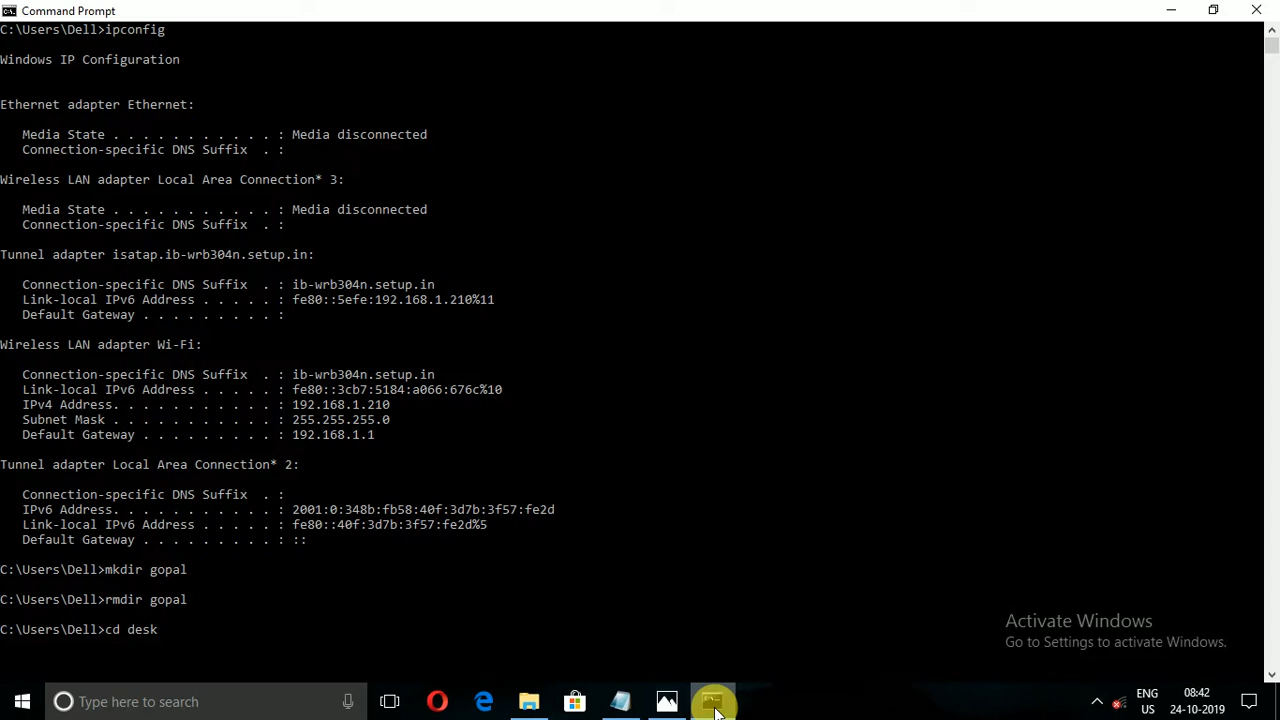 Command Prompt
C:\Users\Dell>ipconfig
Windows IP Configuration
Ethernet adapter Ethernet:
Media State . . . . . . . . . . . : Media disconnected
Connection-specific DNS Suffix  . :
Wireless LAN adapter Local Area Connection* 3:
Media State . . . . . . . . . . . : Media disconnected
Connection-specific DNS Suffix  . :
Tunnel adapter isatap.ib-wrb304n.setup.in:
Connection-specific DNS Suffix  . : ib-wrb304n.setup.in
Link-local IPv6 Address . . . . . : fe80::5efe:192.168.1.210%11
Default Gateway . . . . . . . . . :
Wireless LAN adapter Wi-Fi:
Connection-specific DNS Suffix  . : ib-wrb304n.setup.in
Link-local IPv6 Address . . . . . : fe80::3cb7:5184:a066:676c%10
IPv4 Address. . . . . . . . . . . : 192.168.1.210
Subnet Mask . . . . . . . . . . . : 255.255.255.0
Default Gateway . . . . . . . . . : 192.168.1.1
Tunnel adapter Local Area Connection* 2:
Connection-specific DNS Suffix  . :
IPv6 Address. . . . . . . . . . . : 2001:0:348b:fb58:40f:3d7b:3f57:fe2d
Link-local IPv6 Address . . . . . : fe80::40f:3d7b:3f57:fe2d%5
Default Gateway . . . . . . . . . : ::
C:\Users\Dell>mkdir gopal
C:\Users\Dell>rmdir gopal
C:\Users\Dell>cd desk
Activate Windows
Go to Settings to activate Windows.
Type here to search
ENG
US
08:42
24-10-2019